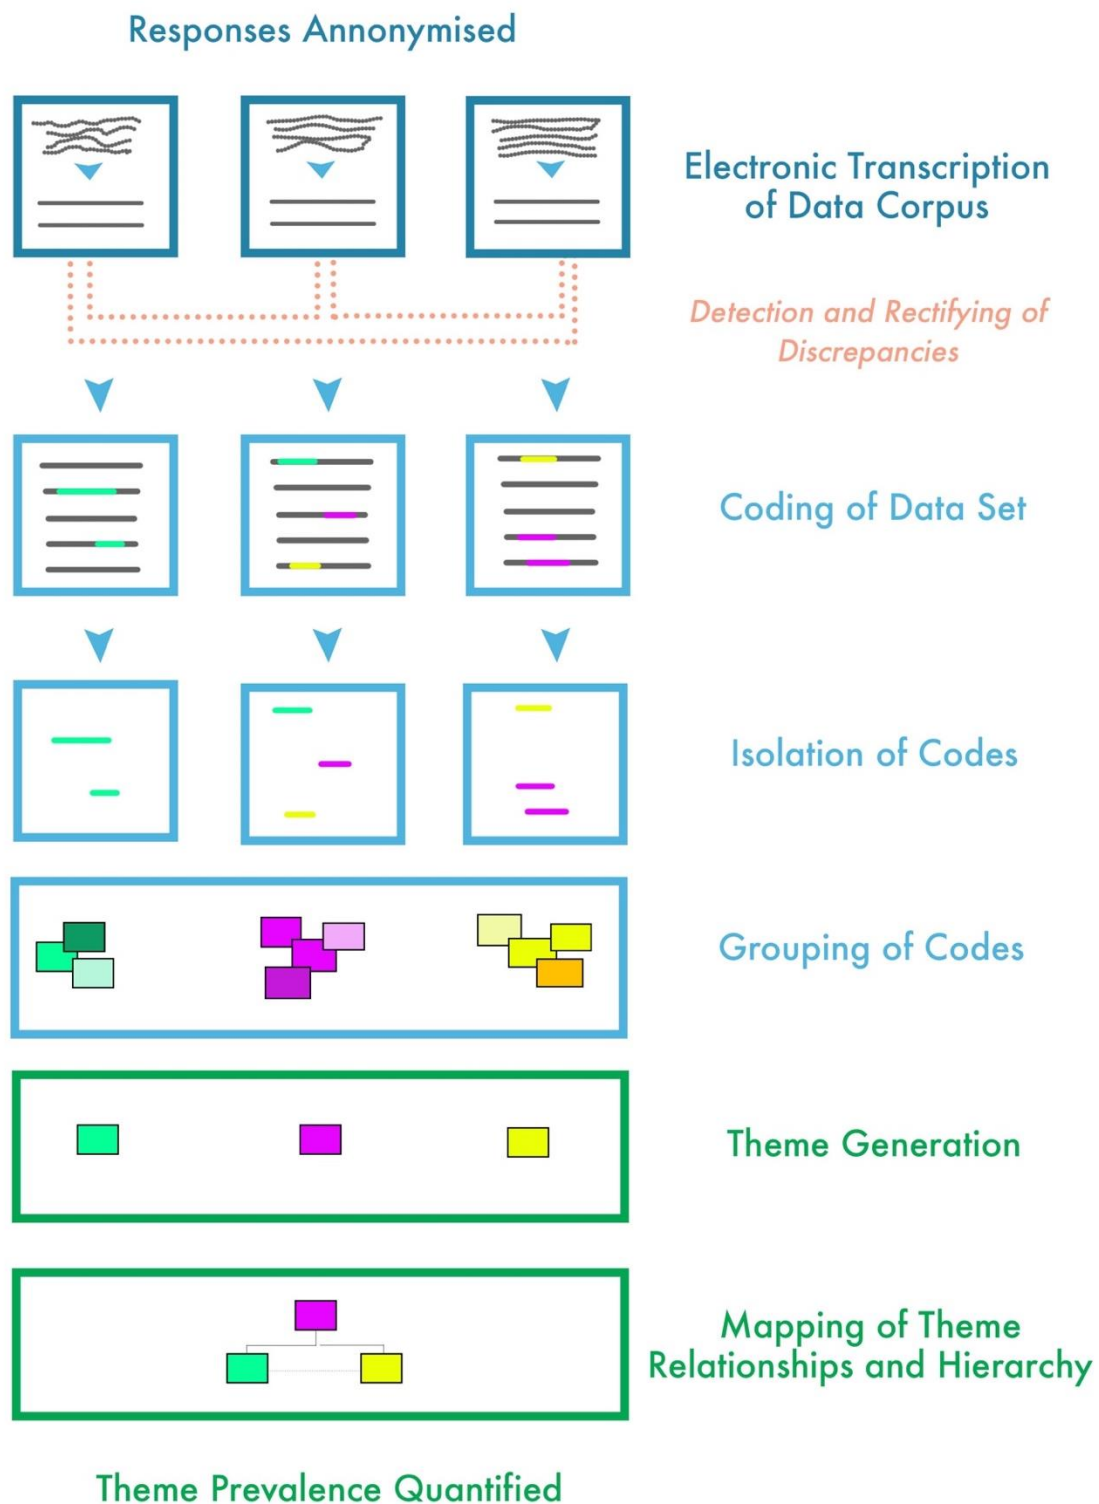 Responses Annonymised
Electronic Transcription
of Data Corpus
Detection and Rectifying of
Discrepancies
Coding of Data Set
Isolation of Codes
Grouping of Codes
Theme Generation
Mapping of Theme
Relationships and Hierarchy
Theme Prevalence Quantified